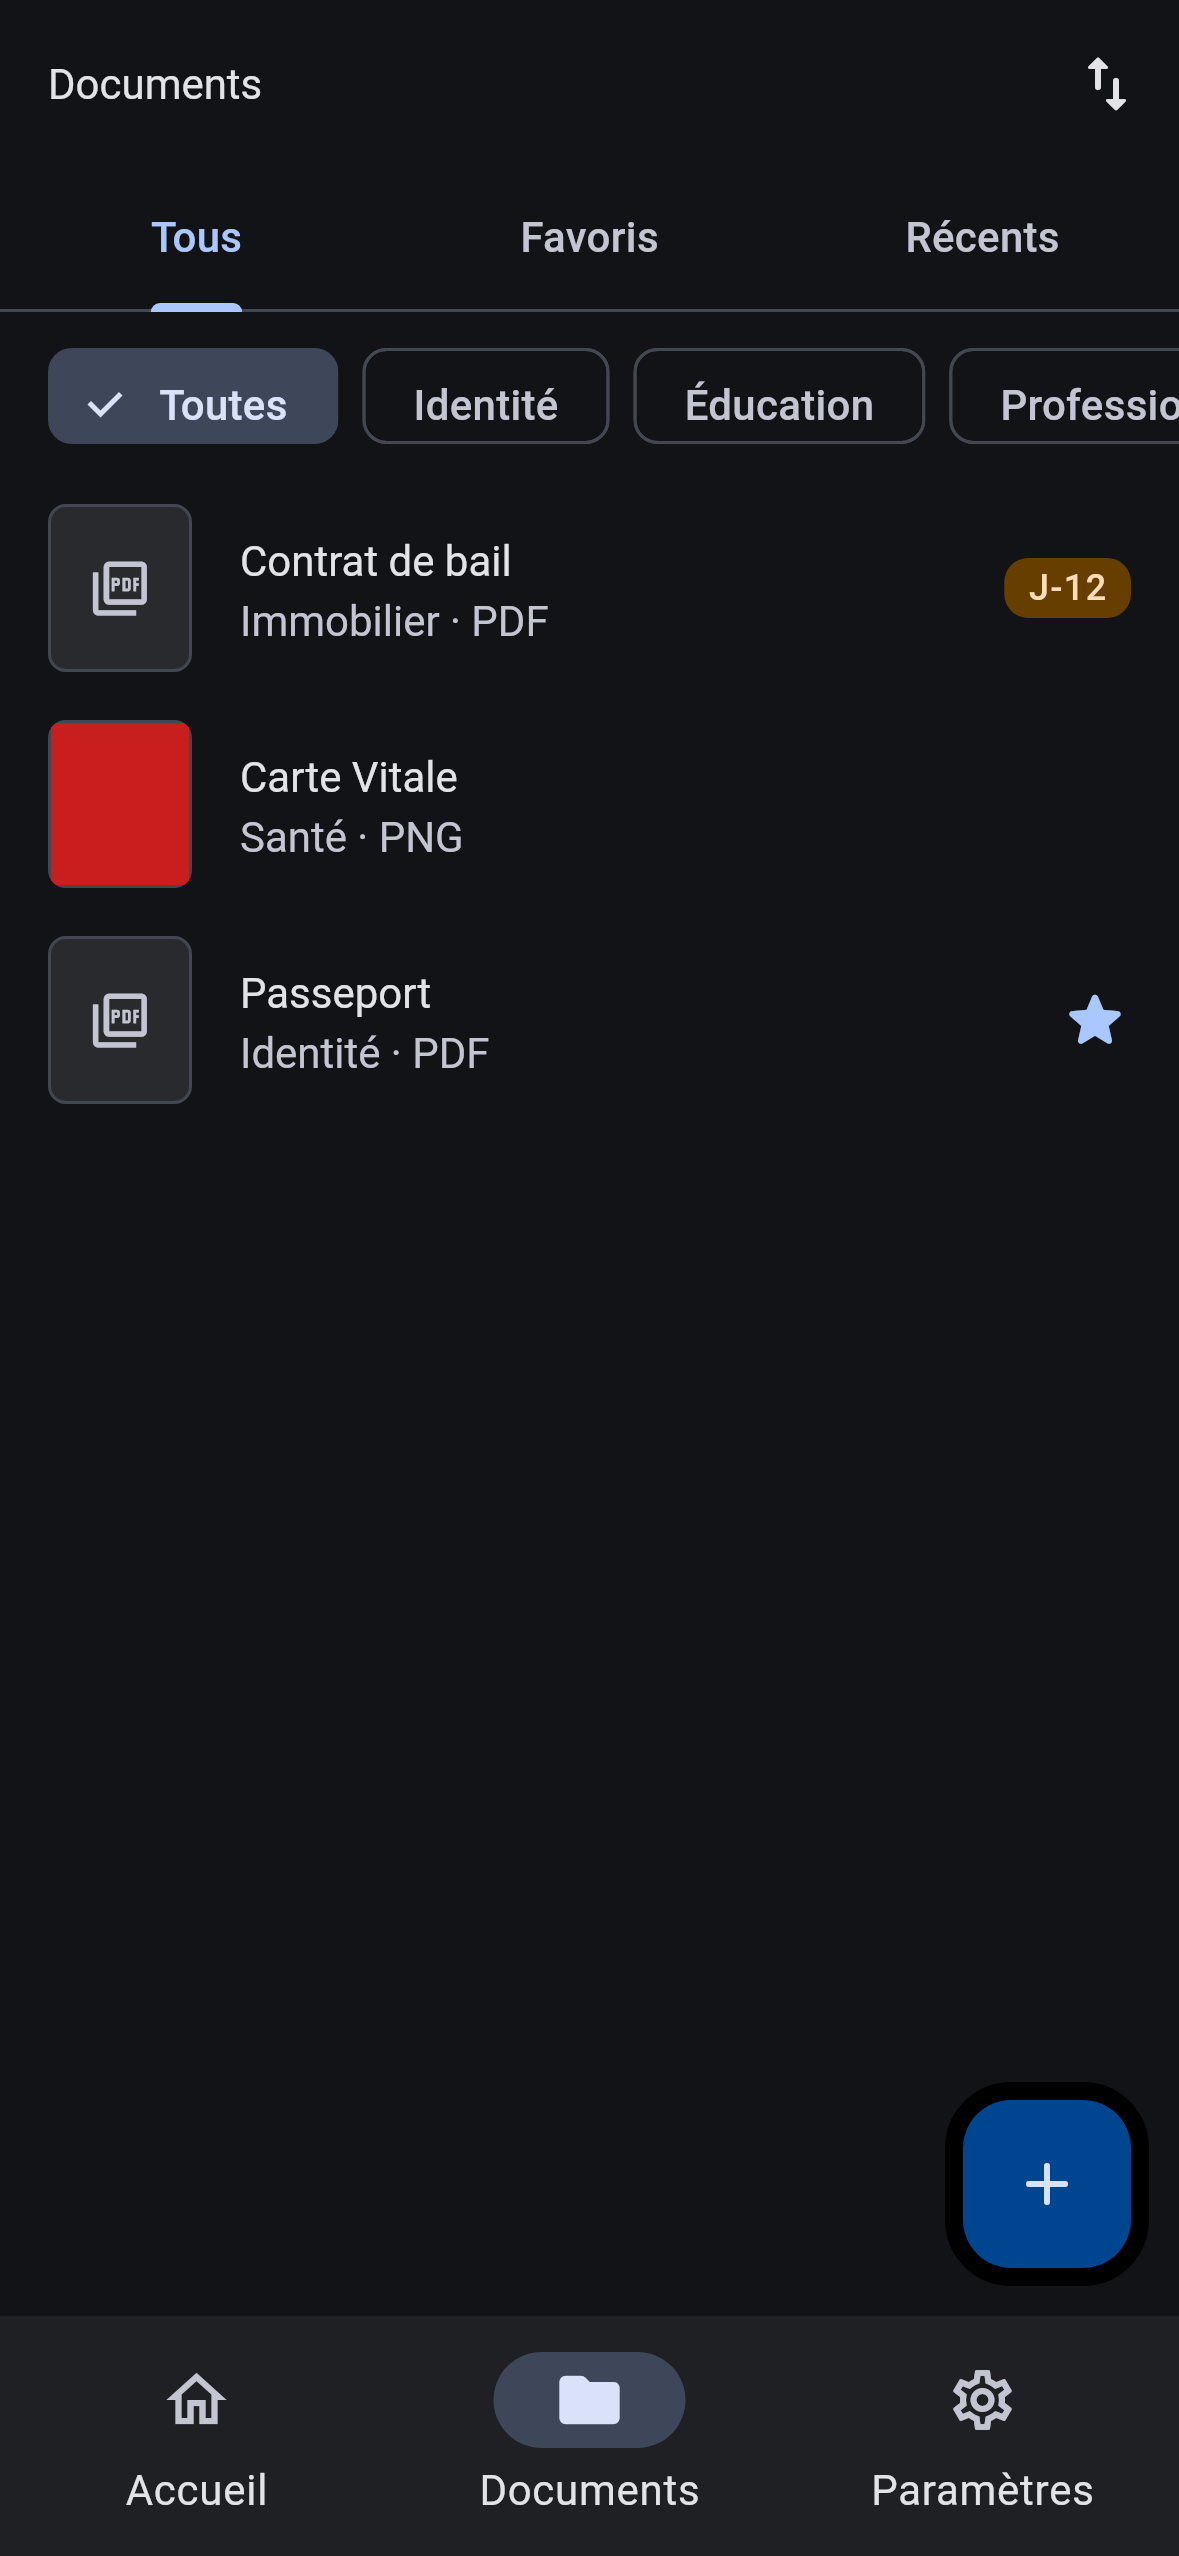 Documents
Tous
Favoris
Récents
Toutes
Identité
Éducation
Professio
PDF
Contrat de bail
Immobilier · PDF
J-12
Carte Vitale
Santé · PNG
PDF
Passeport
Identité · PDF
Accueil
Documents
Paramètres